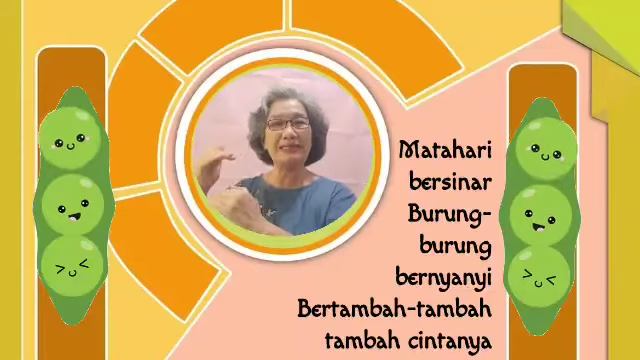 Matahari
bersinar
Burung-
burung
bernyanyi
Bertambah-tambah
tambah cintanya